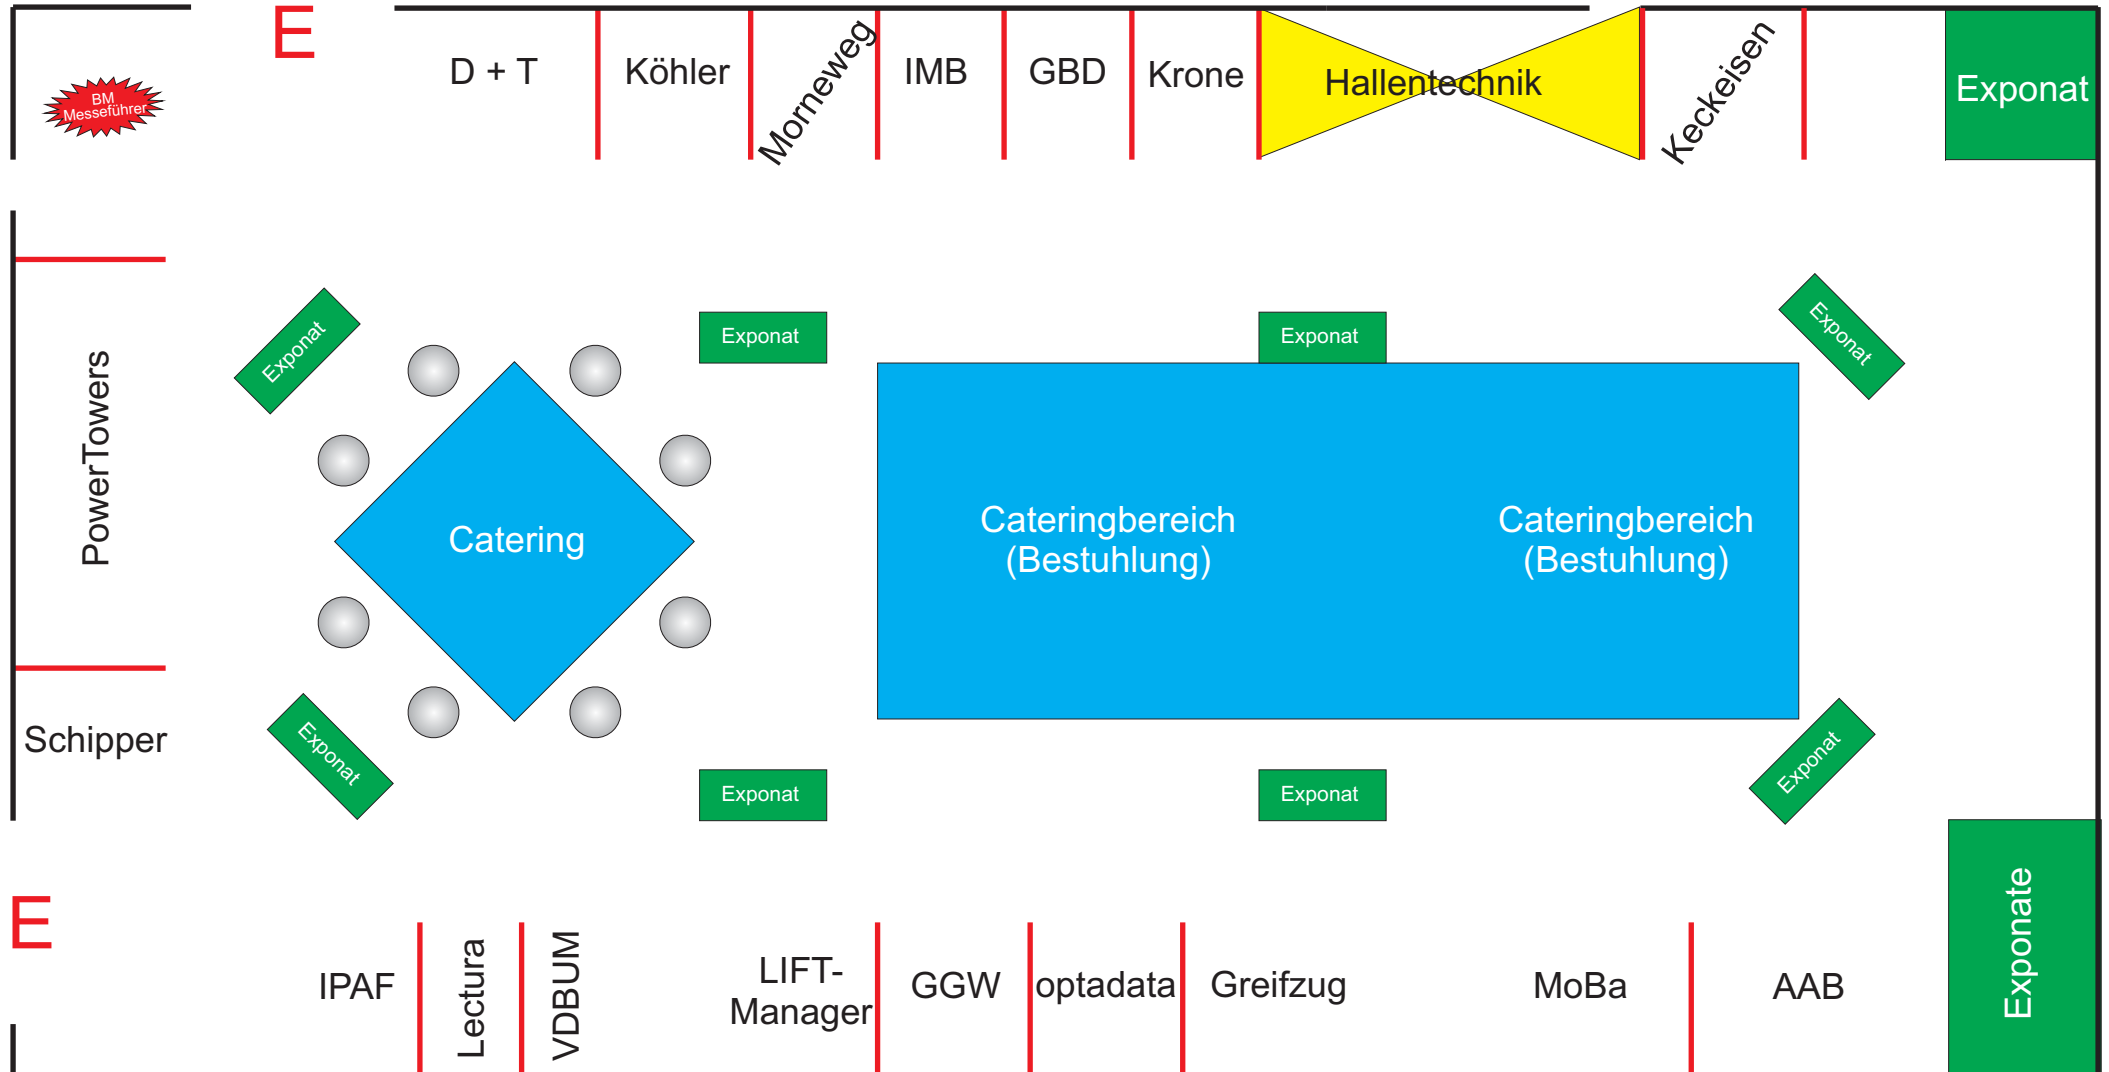 E
D + T
Köhler
Morneweg
IMB
GBD
Krone
Hallentechnik
Keckeisen
Exponat
BM
Messeführer
Exponat
Exponat
Exponat
Exponat
PowerTowers
Catering
Cateringbereich
(Bestuhlung)
Cateringbereich
(Bestuhlung)
Schipper
Exponat
Exponat
Exponat
Exponat
E
IPAF
Lectura
VDBUM
LIFT-
Manager
GGW
optadata
Greifzug
MoBa
AAB
Exponate